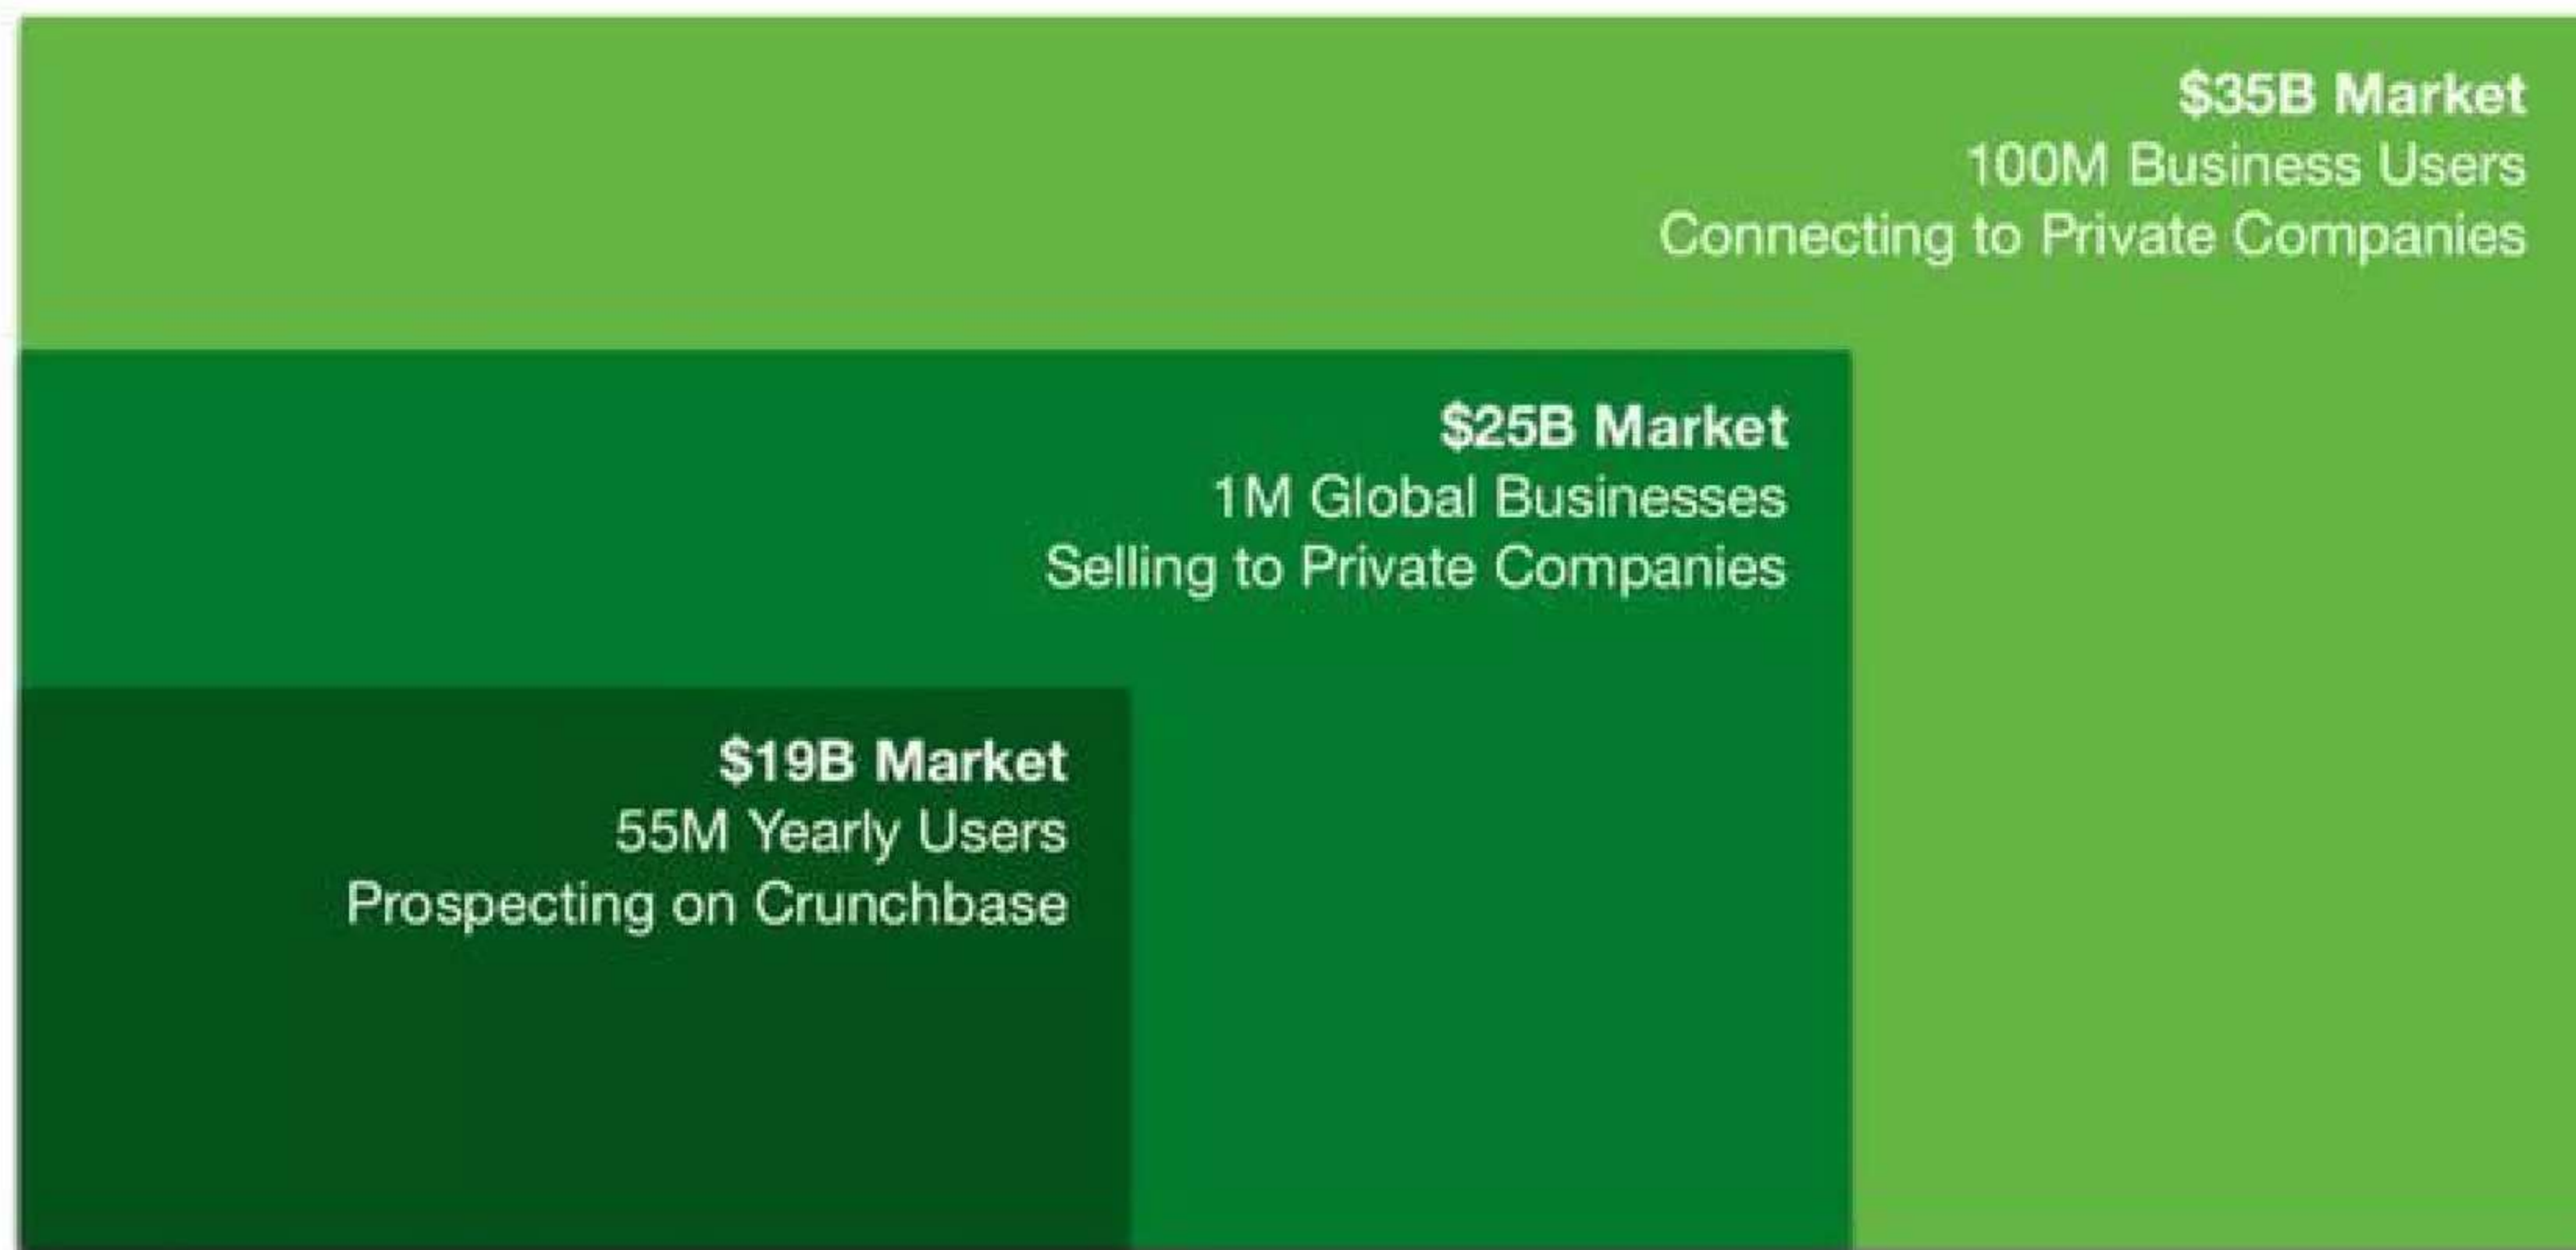 $35B Market
100M Business Users
Connecting to Private Companies
$25B Market
1M Global Businesses
Selling to Private Companies
$19B Market
55M Yearly Users
Prospecting on Crunchbase